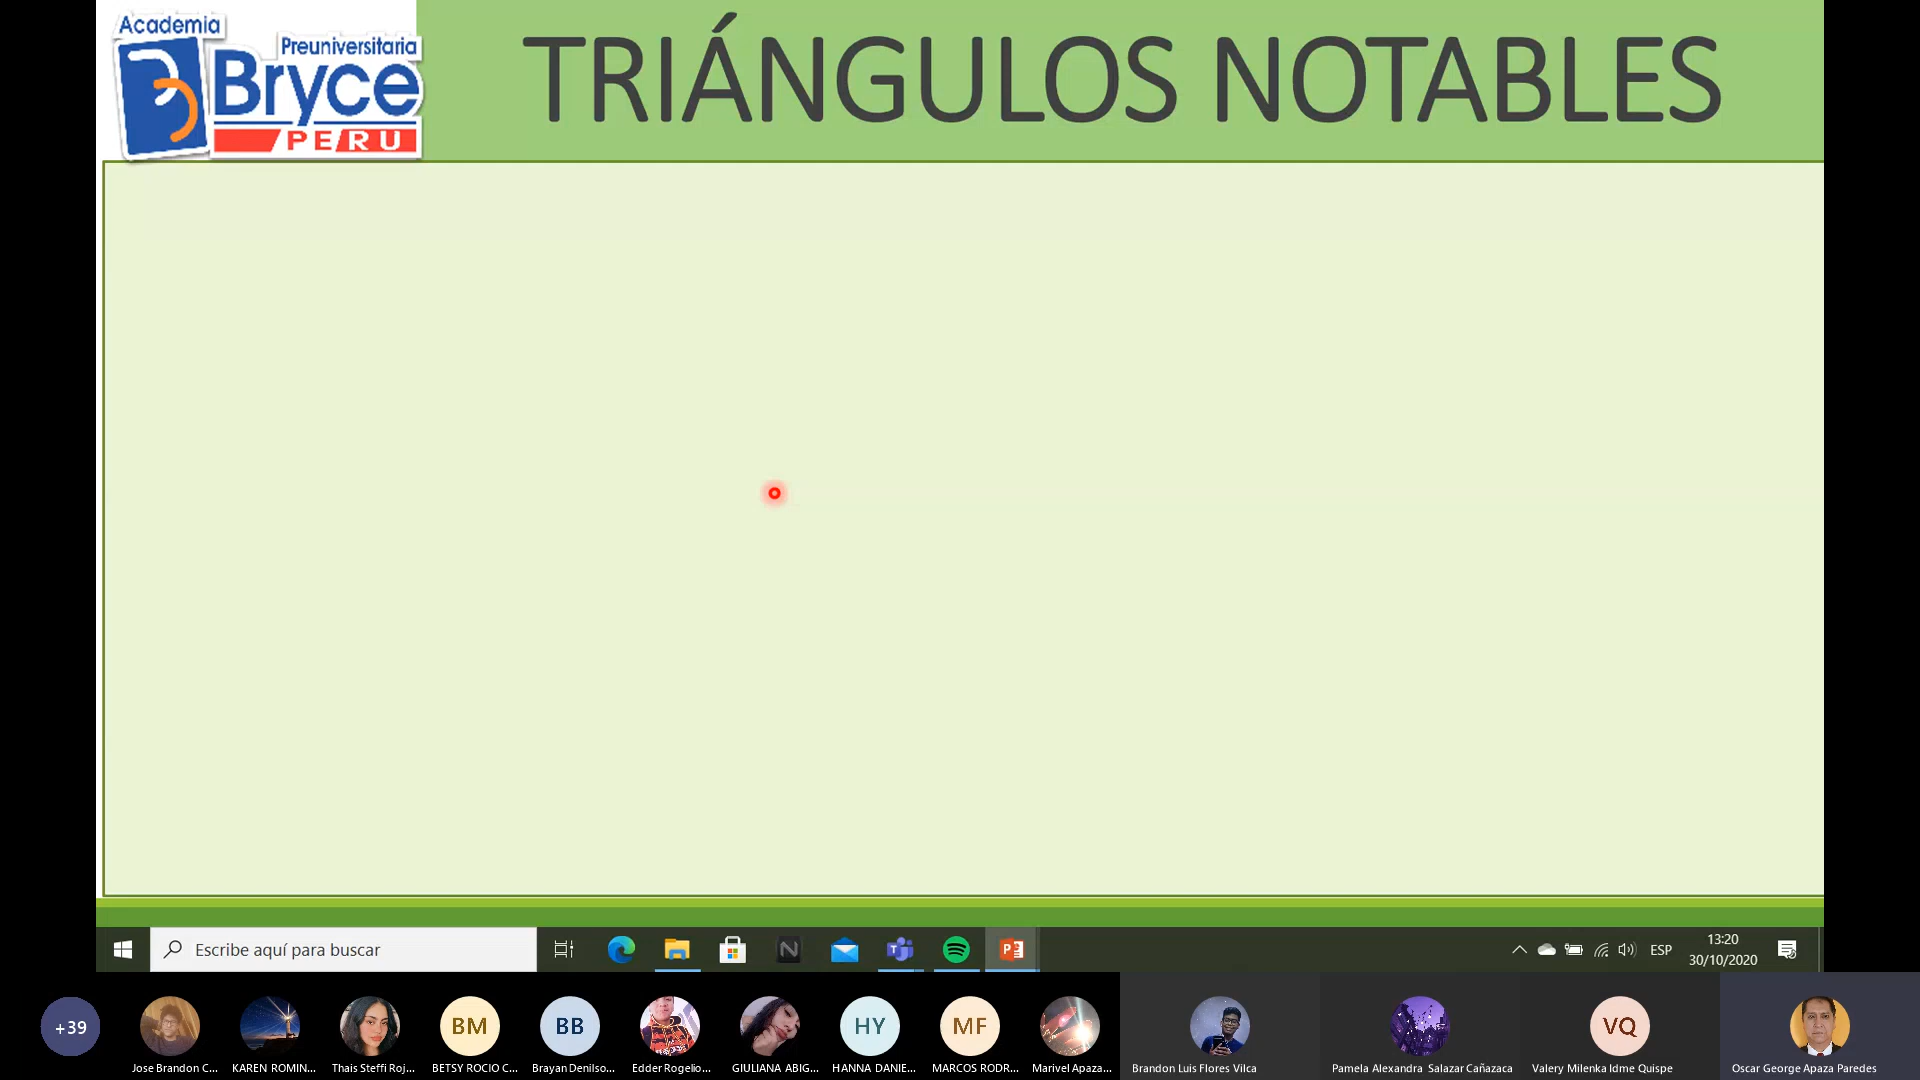 Academia
Preuniversitaria
Bryce
PERU
TRIÁNGULOS NOTABLES
Escribe aquí para buscar
ESP
13:20
30/10/2020
+39
BM
BB
HY
MF
VQ
Jose Brandon C...
KAREN ROMIN...
Thais Steffi Roj...
BETSY ROCIO C...
Brayan Denilso...
Edder Rogelio...
GIULIANA ABIG...
HANNA DANIE...
MARCOS RODR...
Marivel Apaza...
Brandon Luis Flores Vilca
Pamela Alexandra Salazar Cañazaca
Valery Milenka Idme Quispe
Oscar George Apaza Paredes